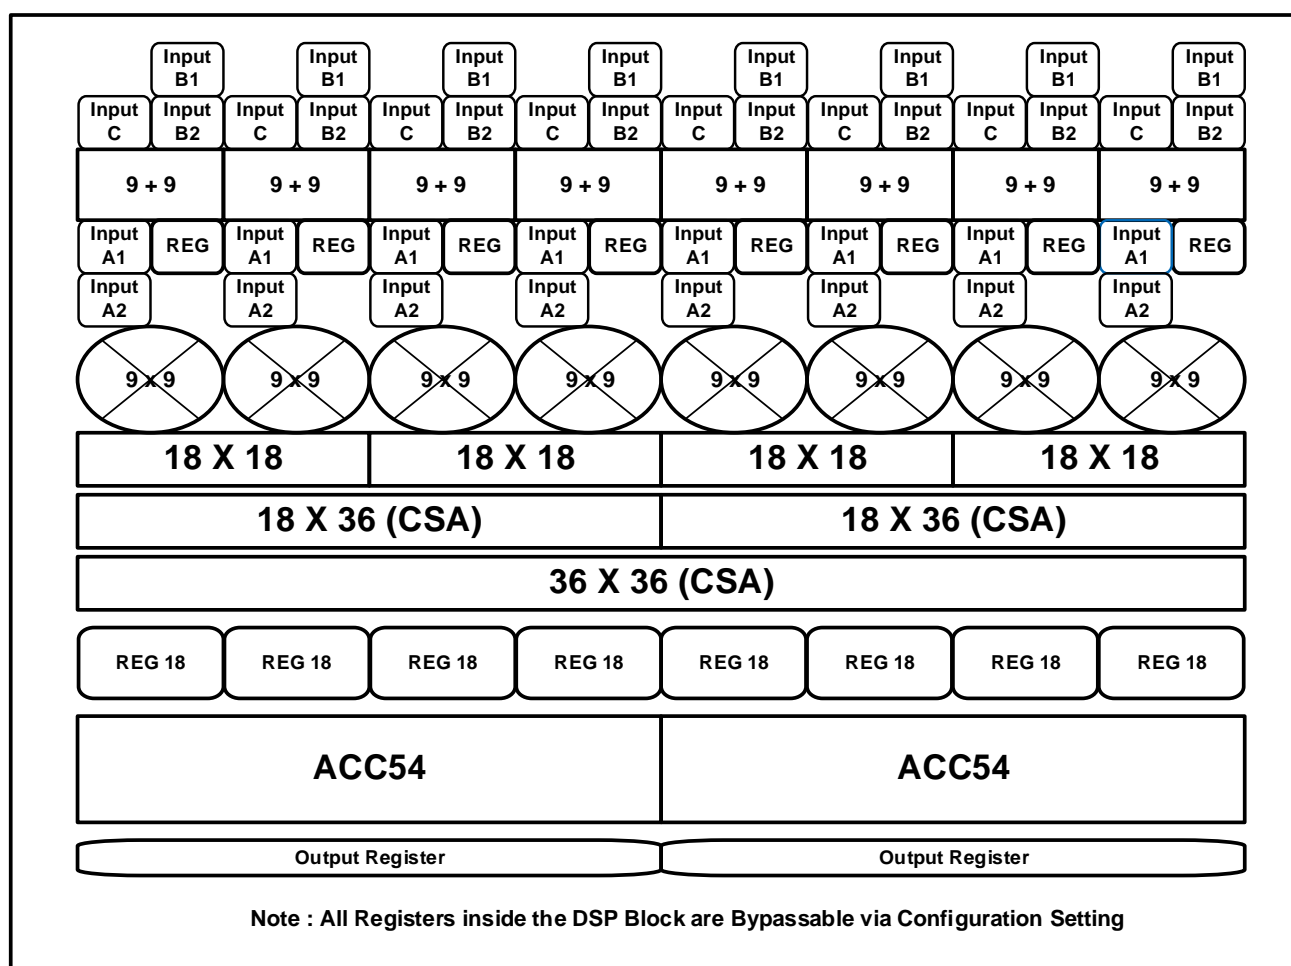 Input Input Input Input Input Input Input Input
B1 B1 B1 B1 B1 B1 B1 B1
Input Input Input Input Input Input Input Input Input Input Input Input Input Input Input Input
C B2 C B2 C B2 C B2 C B2 C B2 C B2 C B2
9 + 9 9 + 9 9 + 9 9 + 9 9 + 9 9 + 9 9 + 9 9 + 9
Input REG Input REG Input REG Input REG Input REG Input REG Input REG Input REG
A1 A1 A1 A1 A1 A1 A1 A1
Input Input Input Input Input Input Input Input
A2 A2 A2 A2 A2 A2 A2 A2
9 x 9 9 x 9 9 x 9 9 x 9 9 x 9 9 x 9 9 x 9 9 x 9
18 X 18 18 X 18 18 X 18 18 X 18
18 X 36 (CSA) 18 X 36 (CSA)
36 X 36 (CSA)
REG 18 REG 18 REG 18 REG 18 REG 18 REG 18 REG 18 REG 18
ACC54 ACC54
Output Register Output Register
Note : All Registers inside the DSP Block are Bypassable via Configuration Setting